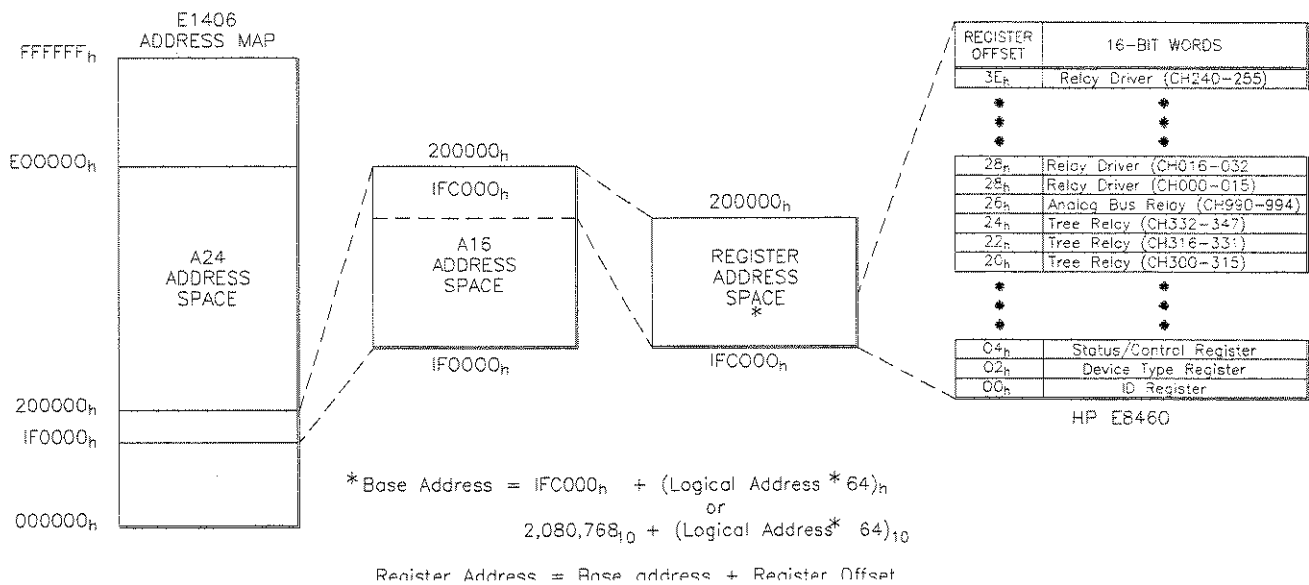 E1406
ADDRESS MAP
FFFFFFh
E00000h
A24
ADDRESS
SPACE
200000h
1F0000h
000000h
200000h
1FC000h
A16
ADDRESS
SPACE
1F0000h
200000h
REGISTER
ADDRESS
SPACE
*
1FC000h
REGISTER OFFSET 16-BIT WORDS
3Eh Relay Driver (CH240-255)
* *
* *
* *
28h Relay Driver (CH016-032
28h Relay Driver (CH000-015)
26h Analog Bus Relay (CH990-994)
24h Tree Relay (CH332-347)
22h Tree Relay (CH316-331)
20h Tree Relay (CH300-315)
* *
* *
* *
04h Status/Control Register
02h Device Type Register
00h ID Register
HP E8460
*Base Address = 1FC000h + (Logical Address * 64)h
or
2,080,76810 + (Logical Address* 64)10
Register Address = Base address + Register Offset